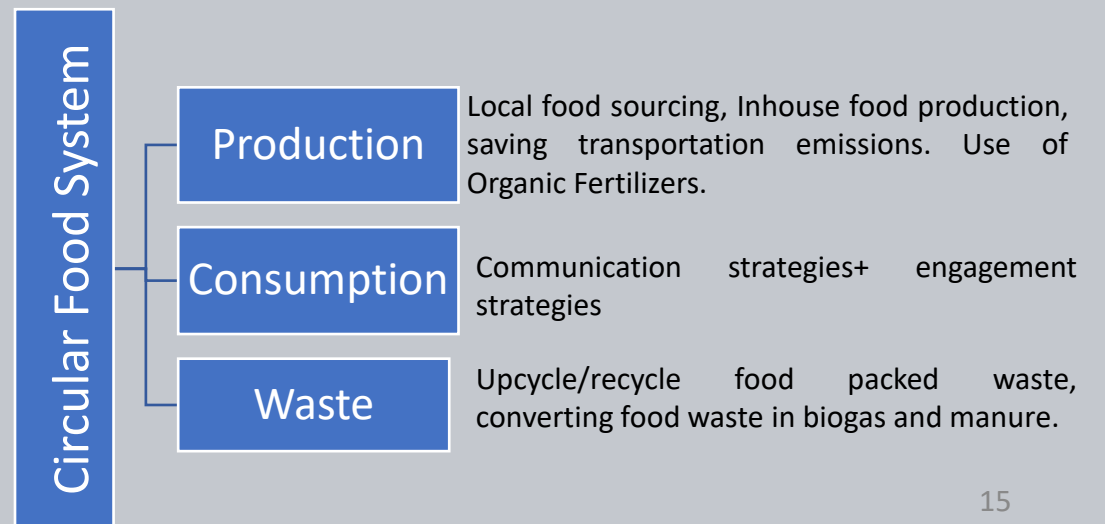 Circular Food System
Production
Local food sourcing, Inhouse food production,
saving transportation emissions. Use of
Organic Fertilizers.
Consumption
Communication strategies+ engagement
strategies
Waste
Upcycle/recycle food packed waste,
converting food waste in biogas and manure.
15